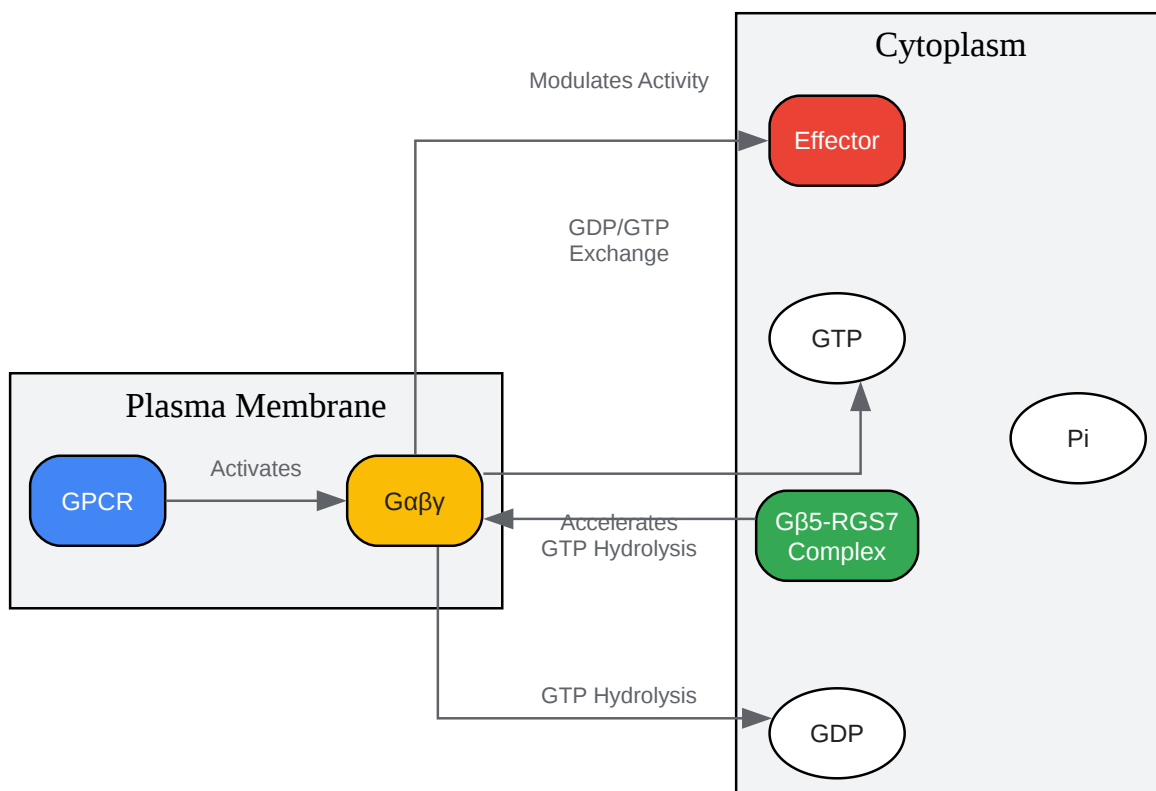 Cytoplasm
Modulates Activity
Effector
GDP/GTP
Exchange
GTP
Plasma Membrane
Pi
Activates
GPCR
Gαβγ
Accelerates
GTP Hydrolysis
Gβ5-RGS7
Complex
GTP Hydrolysis
GDP